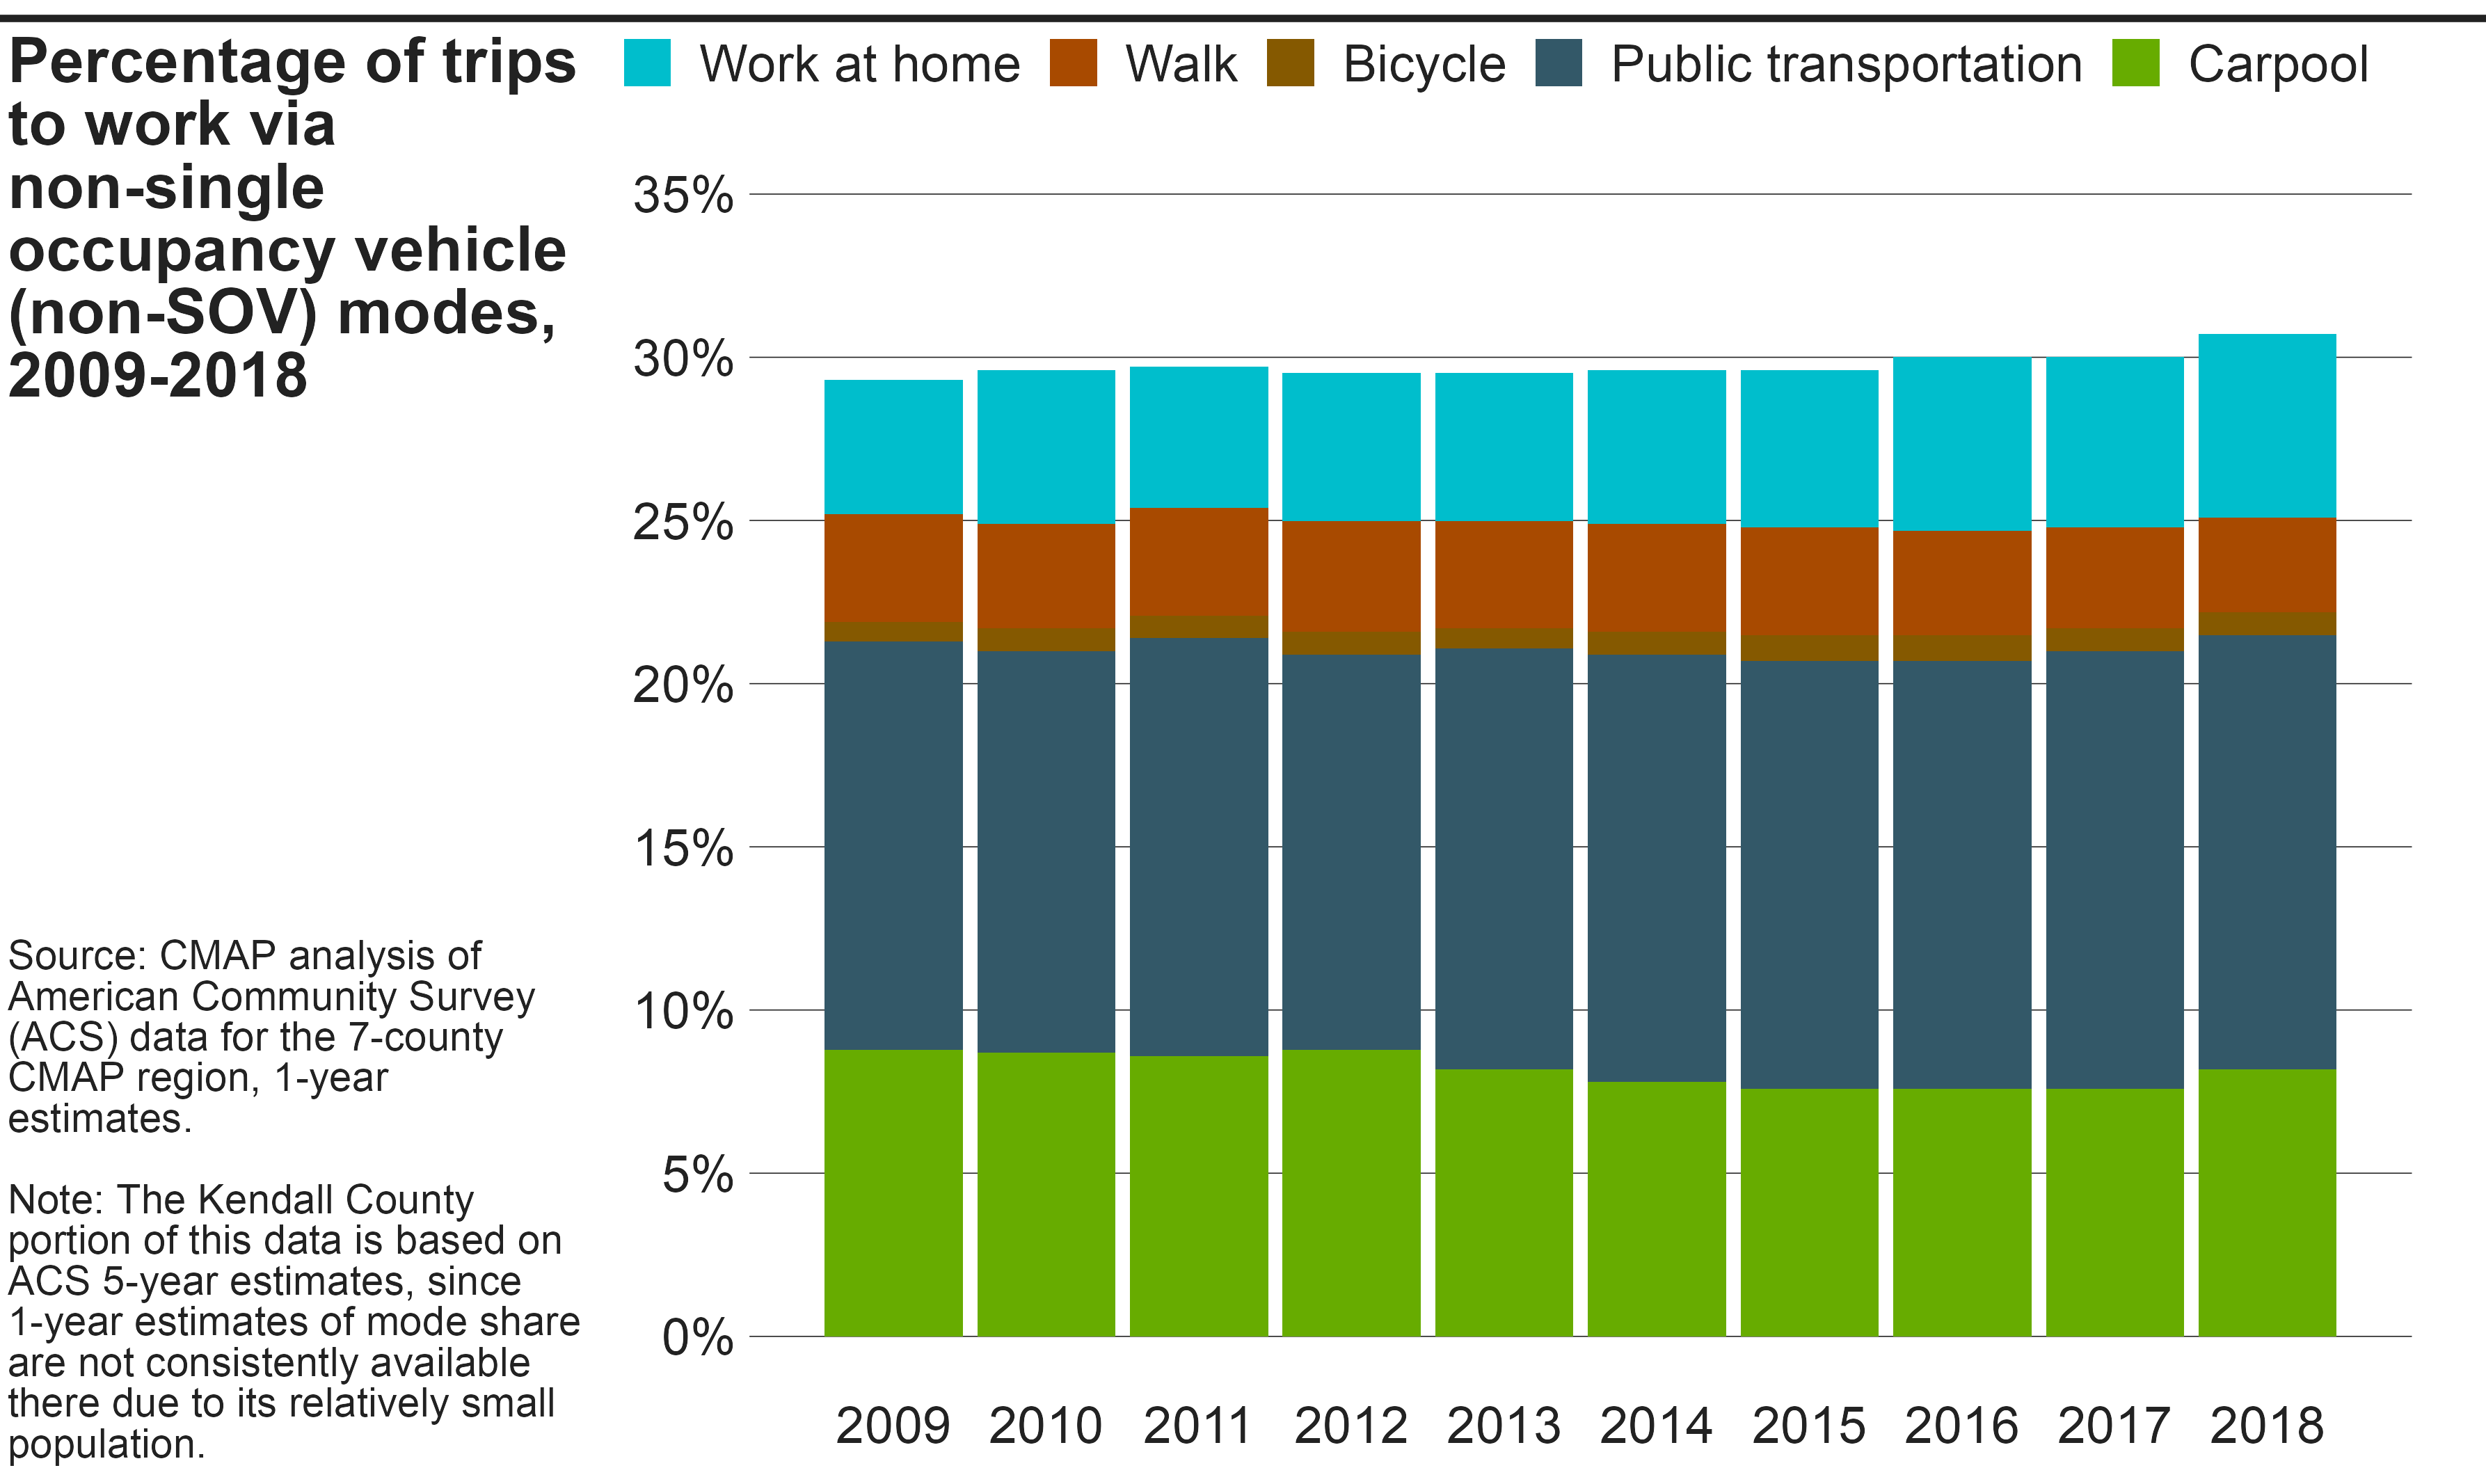 Percentage of trips
to work via
non-single
occupancy vehicle
(non-SOV) modes,
2009-2018
Work at home Walk Bicycle Public transportation Carpool
35%
30%
25%
20%
15%
10%
5%
0%
2009 2010 2011 2012 2013 2014 2015 2016 2017 2018
Source: CMAP analysis of
American Community Survey
(ACS) data for the 7-county
CMAP region, 1-year
estimates.
Note: The Kendall County
portion of this data is based on
ACS 5-year estimates, since
1-year estimates of mode share
are not consistently available
there due to its relatively small
population.